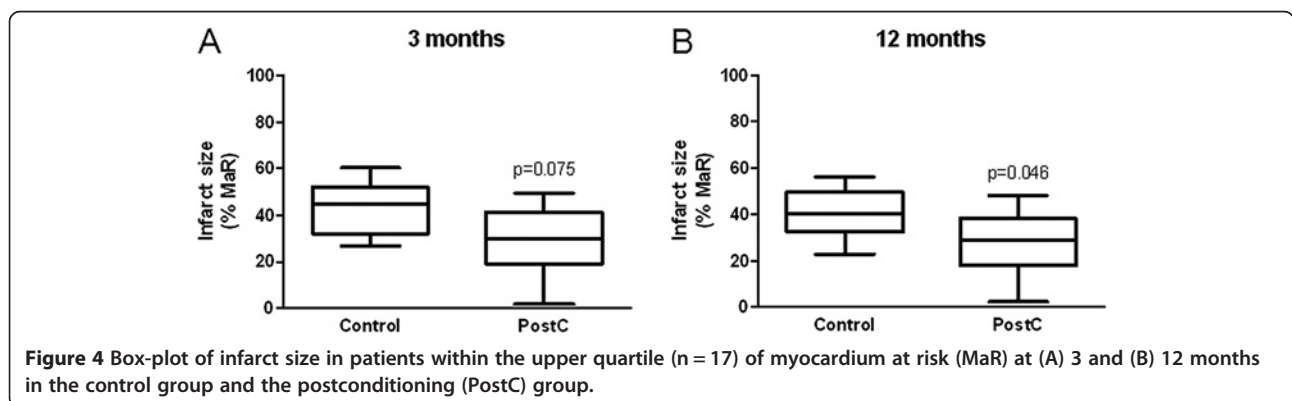 A
3 months
Infarct size
(% MaR)
100
80
60
40
20
0
p=0.075
Control
PostC
B
12 months
Infarct size
(% MaR)
100
80
60
40
20
0
p=0.046
Control
PostC
Figure 4 Box-plot of infarct size in patients within the upper quartile (n = 17) of myocardium at risk (MaR) at (A) 3 and (B) 12 months
in the control group and the postconditioning (PostC) group.